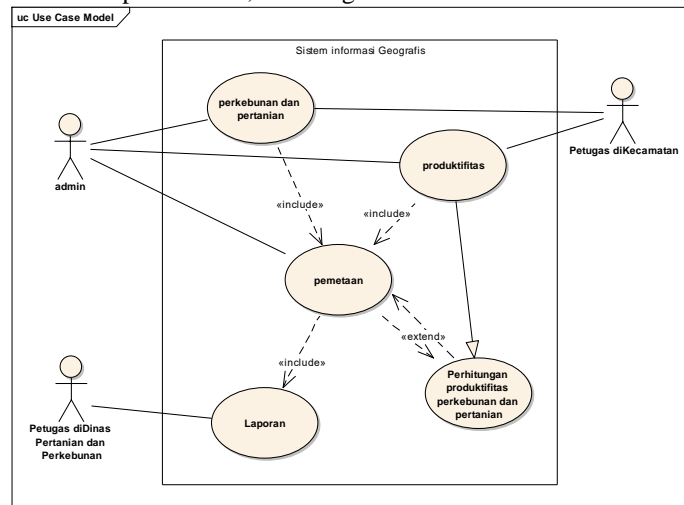 uc Use Case Model
Sistem informasi Geografis
perkebunan dan
pertanian
admin
produktifitas
Petugas diKecamatan
«include»
«include»
pemetaan
«extend»
«include»
Perhitungan
produktifitas
perkebunan dan
pertanian
Laporan
Petugas diDinas
Pertanian dan
Perkebunan